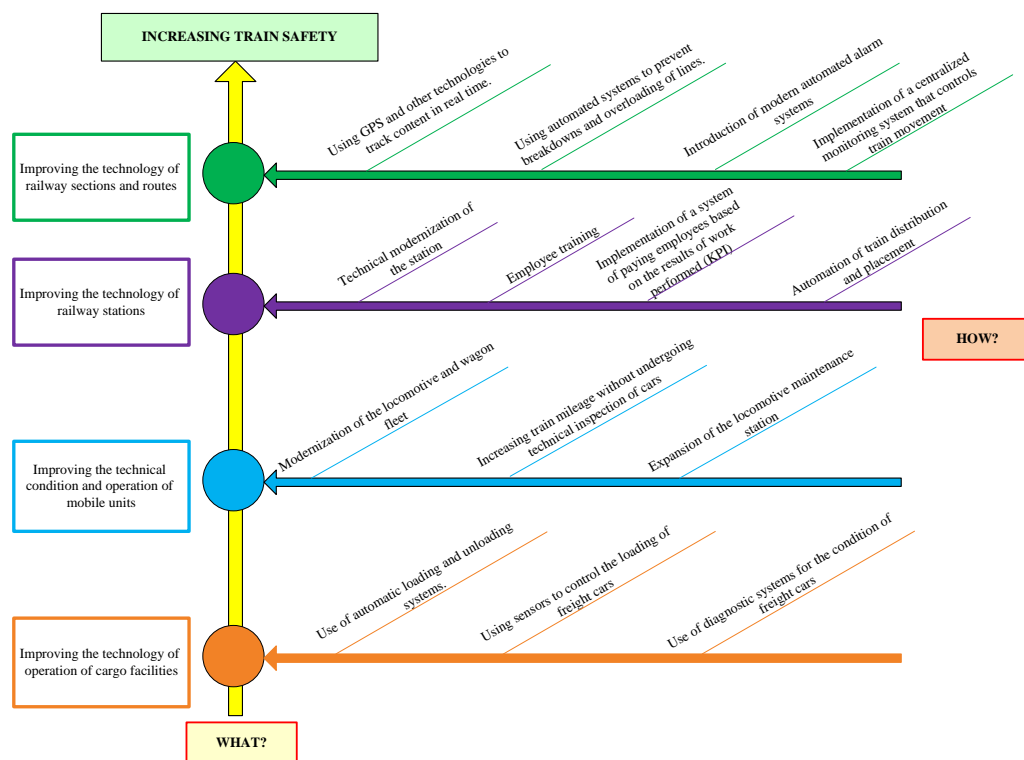 INCREASING TRAIN SAFETY
Using GPS and other technologies to
track content in real time.
Using automated systems to prevent
breakdowns and overloading of lines.
Introduction of modern automated alarm
systems
Implementation of a centralized
monitoring system that controls
train movement
Improving the technology of
railway sections and routes
Technical modernization of
the station
Employee training
Implementation of a system
of paying employees based
on the results of work
performed (KPI)
Automation of train distribution
and placement
Improving the technology of
railway stations
HOW?
Modernization of the locomotive and wagon
fleet
Increasing train mileage without undergoing
technical inspection of cars
Expansion of the locomotive maintenance
station
Improving the technical
condition and operation of
mobile units
Use of automatic loading and unloading
systems.
Using sensors to control the loading of
freight cars
Use of diagnostic systems for the condition of
freight cars
Improving the technology of
operation of cargo facilities
WHAT?